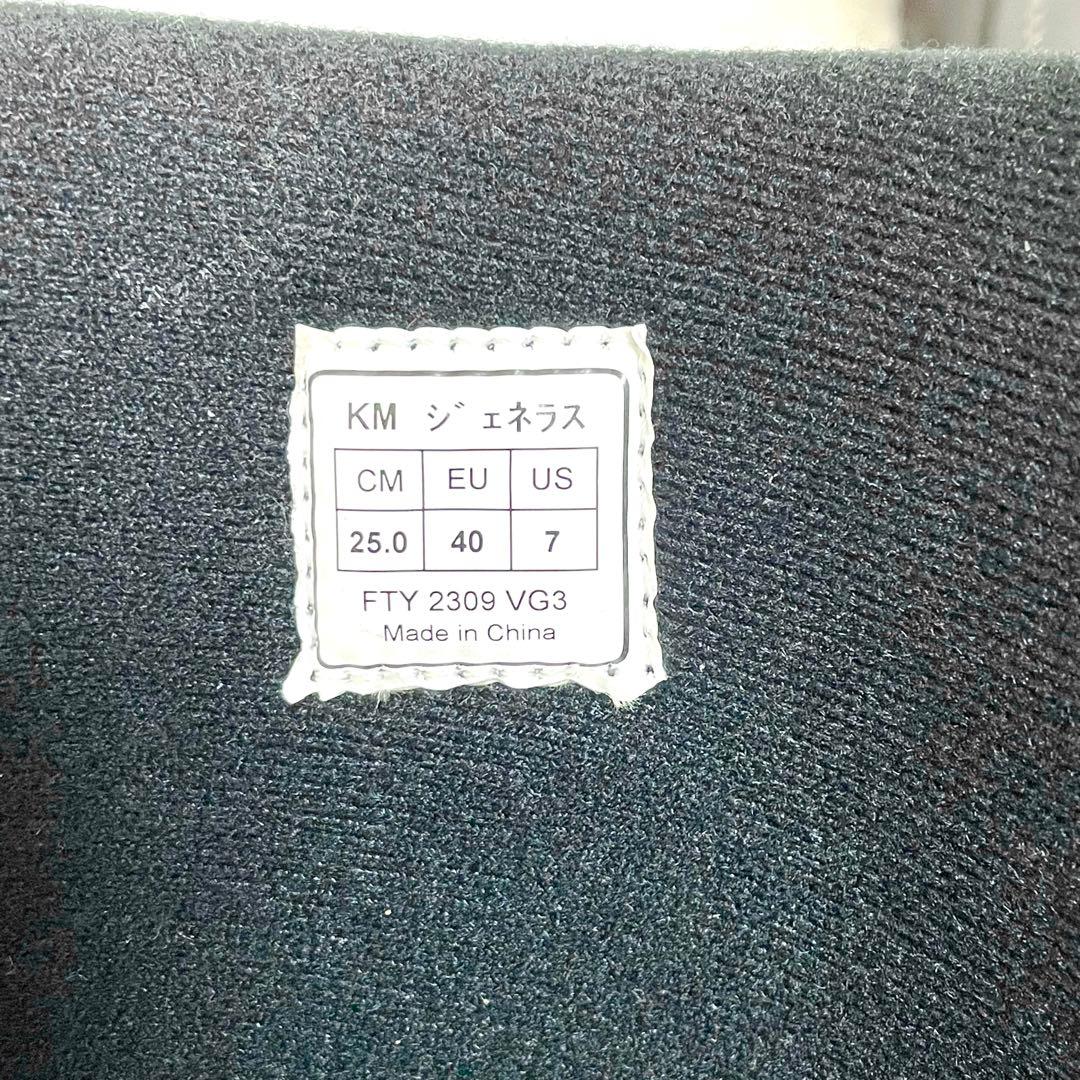 KM ジェネラス
CM EU US
25.0 40 7
FTY 2309 VG3
Made in China